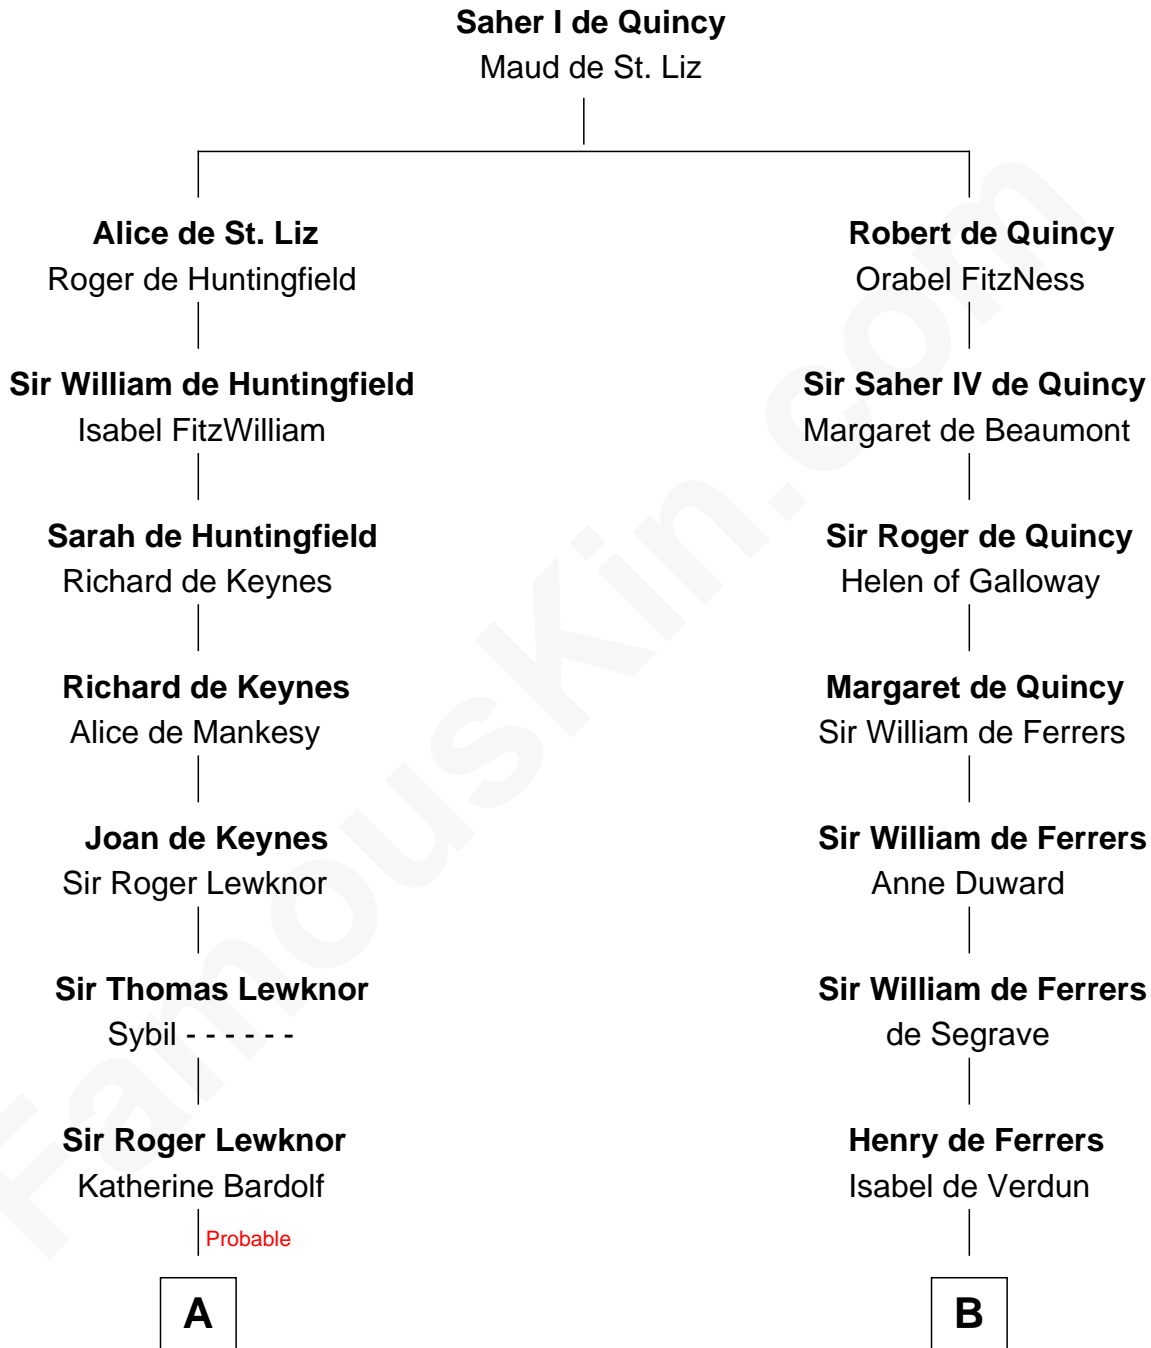 Saher I de Quincy
Maud de St. Liz
Alice de St. Liz
Roger de Huntingfield
Sir William de Huntingfield
Isabel FitzWilliam
Sarah de Huntingfield
Richard de Keynes
Richard de Keynes
Alice de Mankesy
Joan de Keynes
Sir Roger Lewknor
Sir Thomas Lewknor
Sybil - - - - - -
Sir Roger Lewknor
Katherine Bardolf
Probable
A
Robert de Quincy
Orabel FitzNess
Sir Saher IV de Quincy
Margaret de Beaumont
Sir Roger de Quincy
Helen of Galloway
Margaret de Quincy
Sir William de Ferrers
Sir William de Ferrers
Anne Duward
Sir William de Ferrers
de Segrave
Henry de Ferrers
Isabel de Verdun
B
FamousKin.com